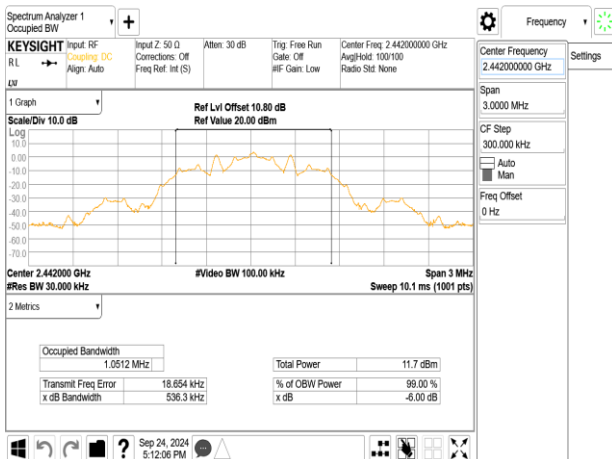 Spectrum Analyzer 1
Occupied BW
+
Frequency
KEYSIGHT
RL
LXI
Input: RF
Coupling: DC
Align: Auto
Input Z: 50 Ω
Corrections: Off
Freq Ref: Int (S)
Atten: 30 dB
Trig: Free Run
Gate: Off
#IF Gain: Low
Center Freq: 2.442000000 GHz
Avg|Hold: 100/100
Radio Std: None
Center Frequency
2.442000000 GHz
Settings
Span
3.0000 MHz
CF Step
300.000 kHz
Auto
Man
Freq Offset
0 Hz
1 Graph
Scale/Div 10.0 dB
Ref Lvl Offset 10.80 dB
Ref Value 20.00 dBm
Log
10.0
0.00
-10.0
-20.0
-30.0
-40.0
-50.0
-60.0
-70.0
Center 2.442000 GHz
#Video BW 100.00 kHz
Span 3 MHz
#Res BW 30.000 kHz
Sweep 10.1 ms (1001 pts)
2 Metrics
Occupied Bandwidth
1.0512 MHz
Total Power 11.7 dBm
Transmit Freq Error 18.654 kHz
% of OBW Power 99.00 %
x dB Bandwidth 536.3 kHz
x dB -6.00 dB
?
Sep 24, 2024
5:12:06 PM